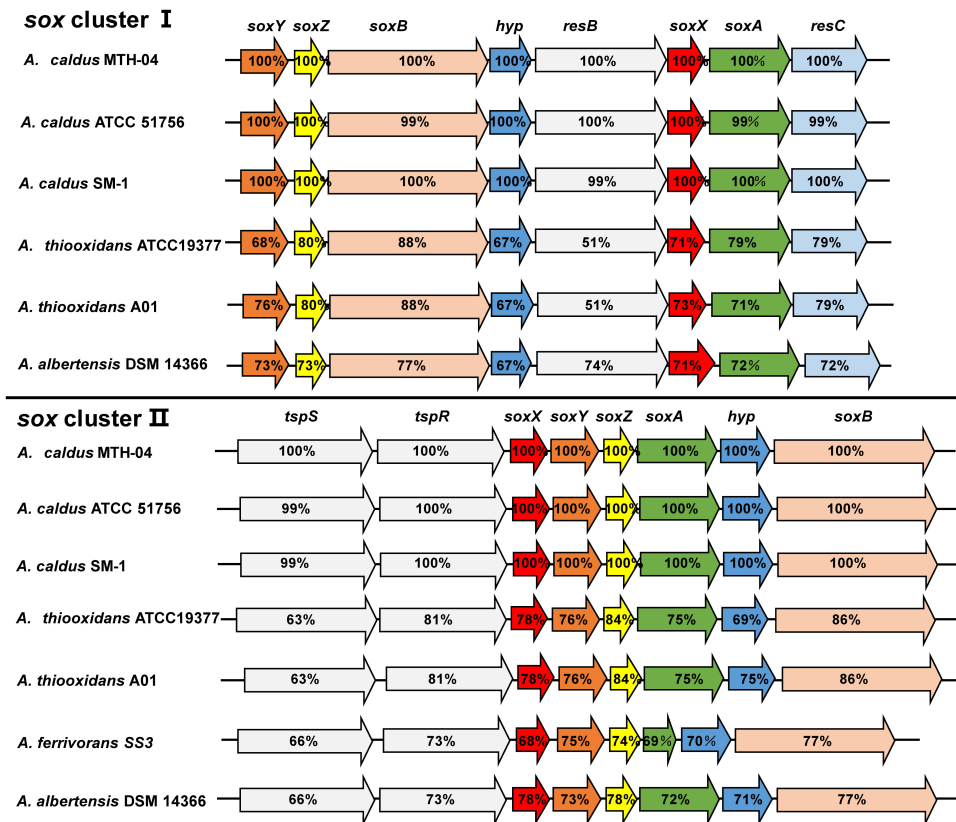 sox cluster I
soxY soxZ soxB hyp resB soxX soxA resC
A. caldus MTH-04 100% 100% 100% 100% 100% 100% 100% 100%
A. caldus ATCC 51756 100% 100% 99% 100% 100% 100% 99% 99%
A. caldus SM-1 100% 100% 100% 100% 99% 100% 100% 100%
A. thiooxidans ATCC19377 68% 80% 88% 67% 51% 71% 79% 79%
A. thiooxidans A01 76% 80% 88% 67% 51% 73% 71% 79%
A. albertensis DSM 14366 73% 73% 77% 67% 74% 71% 72% 72%
sox cluster II
tspS tspR soxX soxY soxZ soxA hyp soxB
A. caldus MTH-04 100% 100% 100% 100% 100% 100% 100% 100%
A. caldus ATCC 51756 99% 100% 100% 100% 100% 100% 100% 100%
A. caldus SM-1 99% 100% 100% 100% 100% 100% 100% 100%
A. thiooxidans ATCC19377 63% 81% 78% 76% 84% 75% 69% 86%
A. thiooxidans A01 63% 81% 78% 76% 84% 75% 75% 86%
A. ferrivorans SS3 66% 73% 68% 75% 74% 69% 70% 77%
A. albertensis DSM 14366 66% 73% 78% 73% 78% 72% 71% 77%